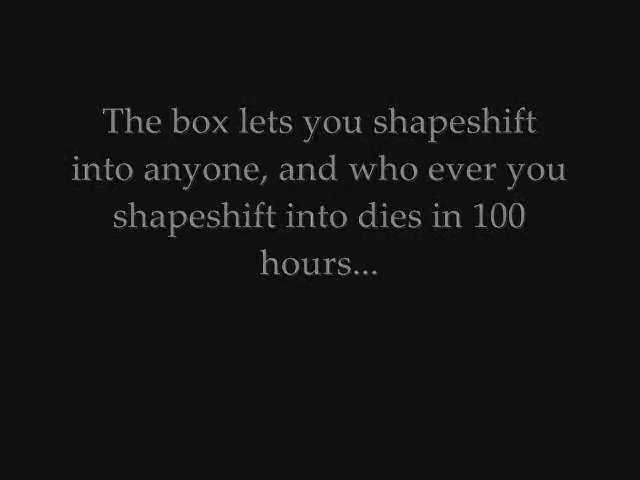 The box lets you shapeshift
into anyone, and who ever you
shapeshift into dies in 100
hours...